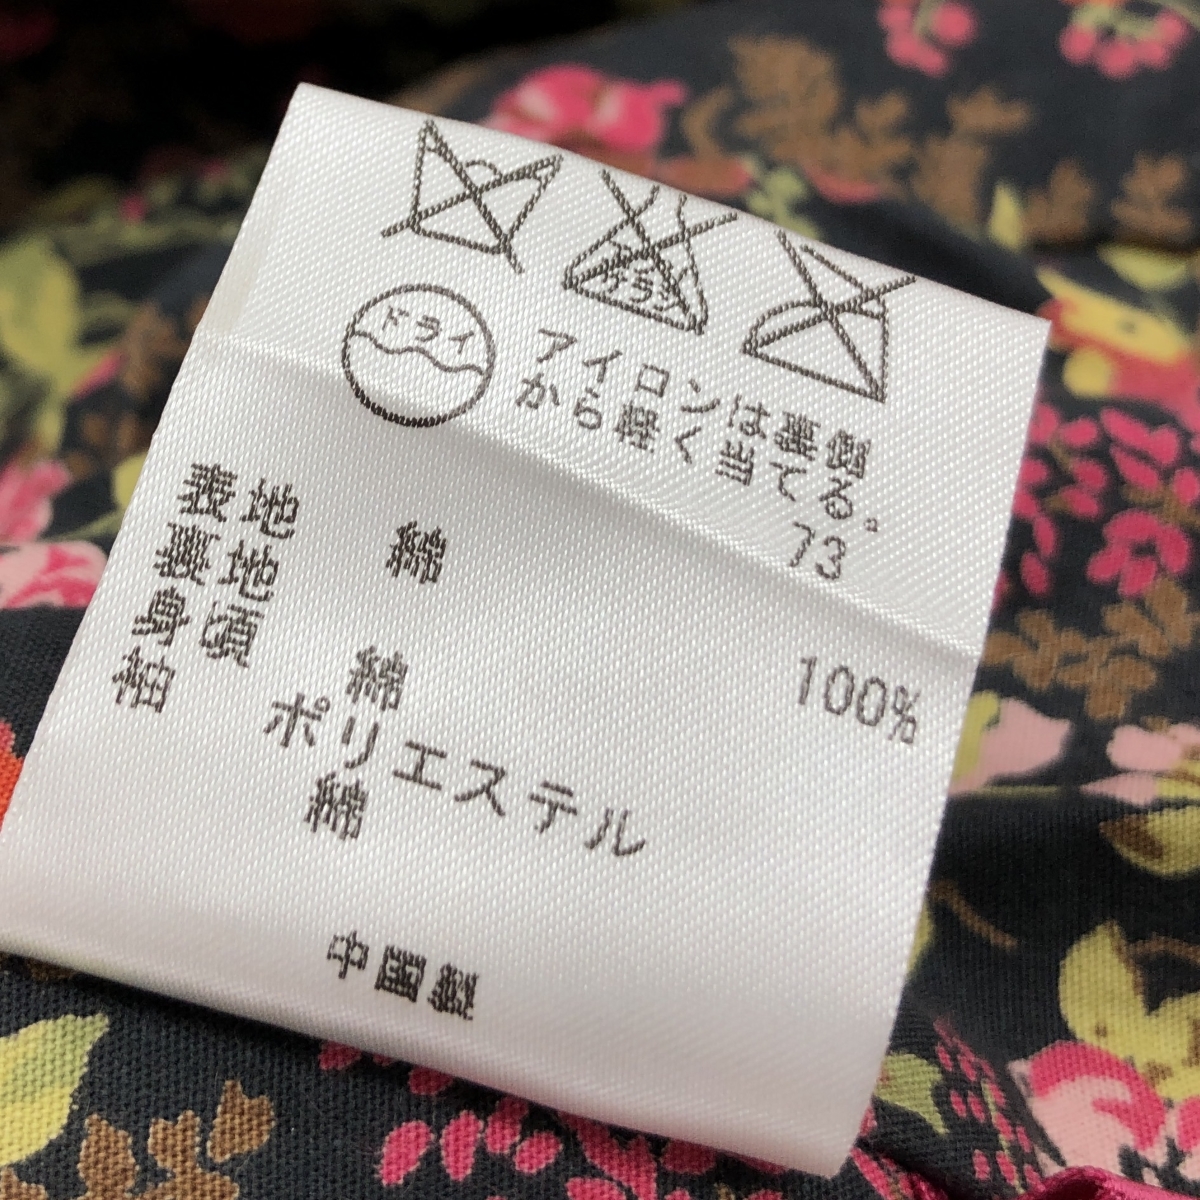 ドライ
アイロンは裏側
から軽く当てる。
73
表地 綿 100%
裏地
身頃 綿
ポリエステル
袖 綿
中国製